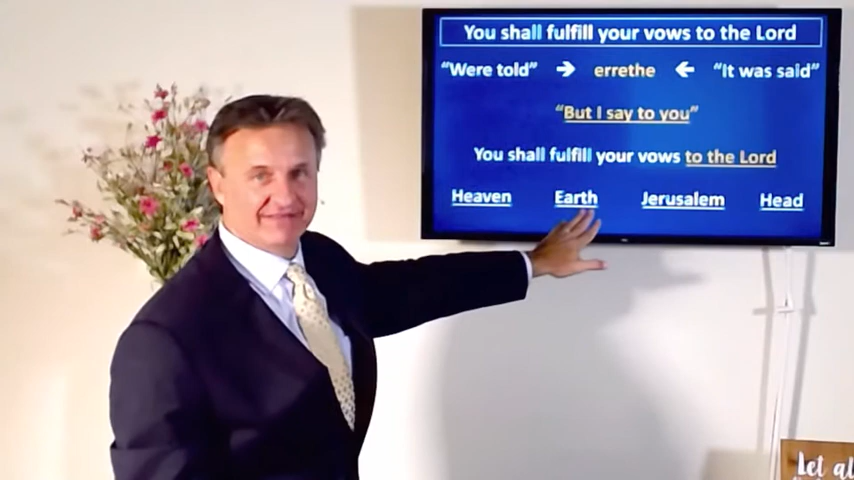 You shall fulfill your vows to the Lord
“Were told” → errethe ← “It was said”
“But I say to you”
You shall fulfill your vows to the Lord
Heaven Earth Jerusalem Head
Let al